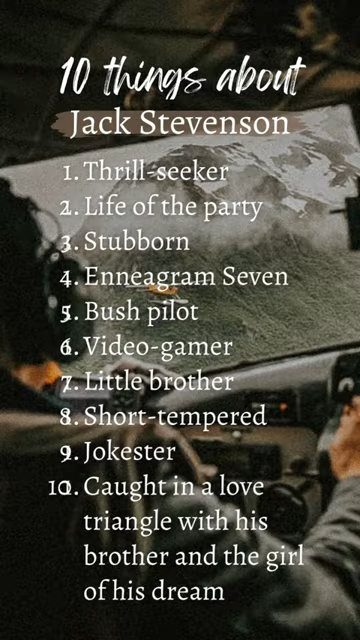 10 things about
Jack Stevenson
1. Thrill-seeker
2. Life of the party
3. Stubborn
4. Enneagram Seven
5. Bush pilot
6. Video-gamer
7. Little brother
8. Short-tempered
9. Jokester
10. Caught in a love
triangle with his
brother and the girl
of his dream